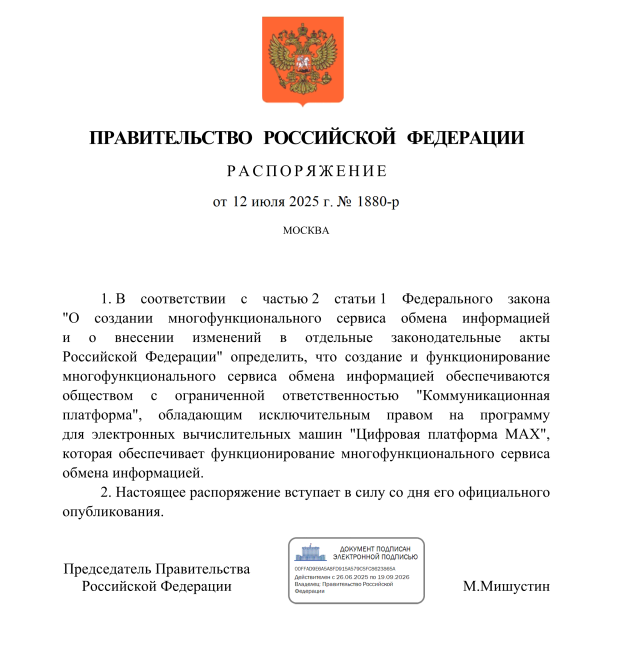 ПРАВИТЕЛЬСТВО РОССИЙСКОЙ ФЕДЕРАЦИИ
РАСПОРЯЖЕНИЕ
от 12 июля 2025 г. № 1880-р
МОСКВА
1. В соответствии с частью 2 статьи 1 Федерального закона
"О создании многофункционального сервиса обмена информацией
и о внесении изменений в отдельные законодательные акты
Российской Федерации" определить, что создание и функционирование
многофункционального сервиса обмена информацией обеспечиваются
обществом с ограниченной ответственностью "Коммуникационная
платформа", обладающим исключительным правом на программу
для электронных вычислительных машин "Цифровая платформа MAX",
которая обеспечивает функционирование многофункционального сервиса
обмена информацией.
2. Настоящее распоряжение вступает в силу со дня его официального
опубликования.
Председатель Правительства
Российской Федерации
ДОКУМЕНТ ПОДПИСАН
ЭЛЕКТРОННОЙ ПОДПИСЬЮ
Действителен с 26.06.2025 по 19.09.2026
Владелец: Правительство Российской
Федерации
М.Мишустин